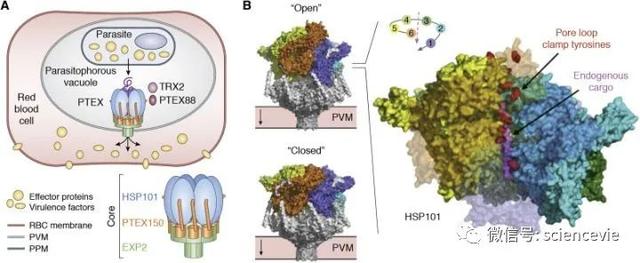 A
Parasite
Parasitophorous
vacuole
TRX2
PTEX88
PTEX
Red
blood
cell
Effector proteins
Virulence factors
RBC membrane
PVM
PPM
Core
HSP101
PTEX150
EXP2
B
"Open"
PVM
"Closed"
PVM
4
3
5
2
6
1
Pore loop
clamp tyrosines
Endogenous
cargo
HSP101
微信号: sciencevie